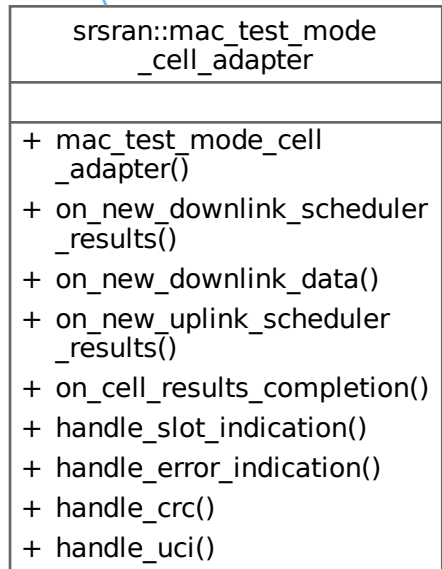 srsran::mac_test_mode
_cell_adapter
+ mac_test_mode_cell
_adapter()
+ on_new_downlink_scheduler
_results()
+ on_new_downlink_data()
+ on_new_uplink_scheduler
_results()
+ on_cell_results_completion()
+ handle_slot_indication()
+ handle_error_indication()
+ handle_crc()
+ handle_uci()